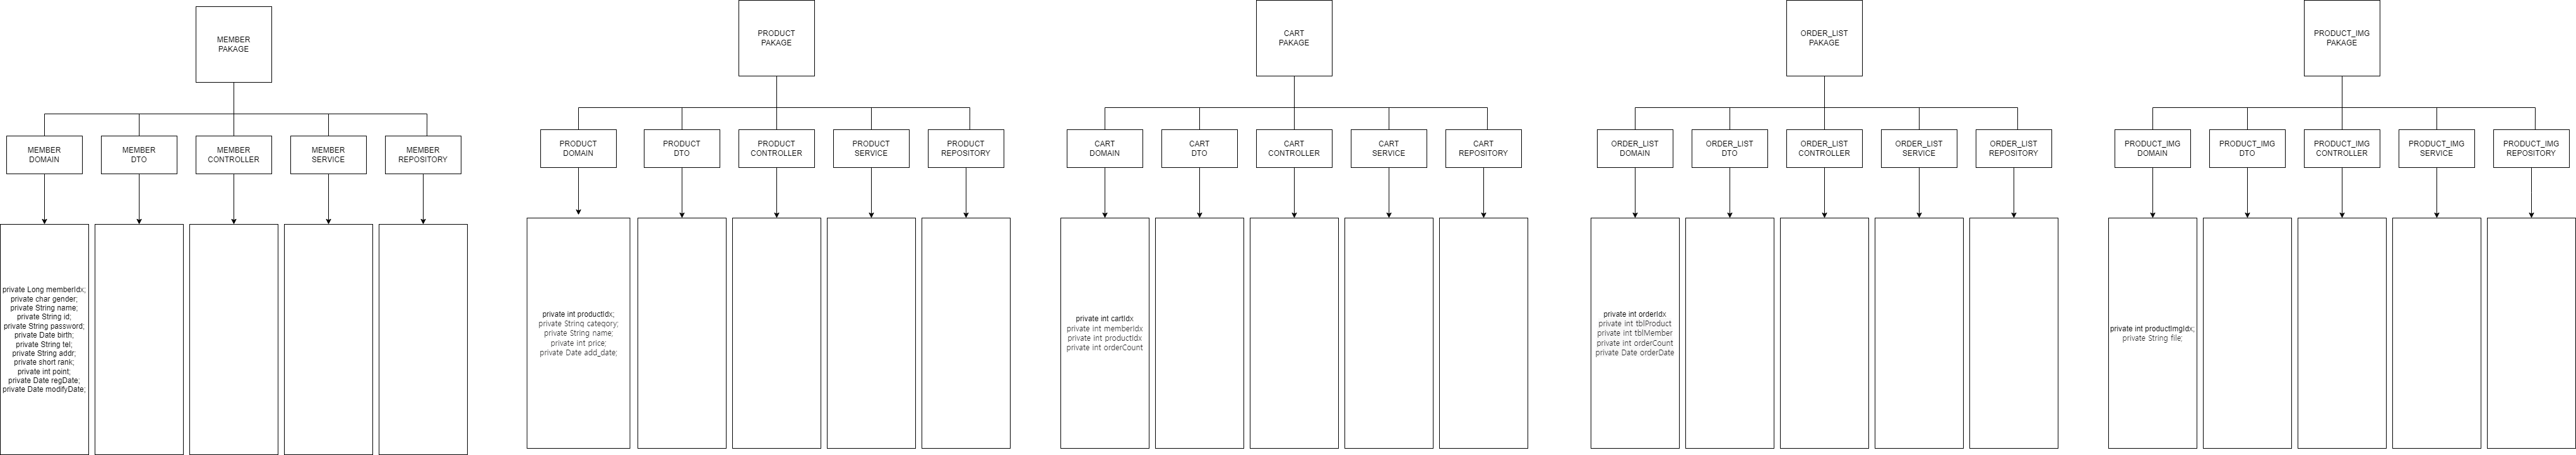 MEMBER
PAKAGE
MEMBER
DOMAIN
MEMBER
DTO
MEMBER
CONTROLLER
MEMBER
SERVICE
MEMBER
REPOSITORY
private Long memberIdx;
private char gender;
private String name;
private String id;
private String password;
private Date birth;
private String tel;
private String addr;
private short rank;
private int point;
private Date regDate;
private Date modifyDate;
PRODUCT
PAKAGE
PRODUCT
DOMAIN
PRODUCT
DTO
PRODUCT
CONTROLLER
PRODUCT
SERVICE
PRODUCT
REPOSITORY
private int productIdx;
private String category;
private String name;
private int price;
private Date add_date;
CART
PAKAGE
CART
DOMAIN
CART
DTO
CART
CONTROLLER
CART
SERVICE
CART
REPOSITORY
private int cartIdx
private int memberIdx
private int productIdx
private int orderCount
ORDER_LIST
PAKAGE
ORDER_LIST
DOMAIN
ORDER_LIST
DTO
ORDER_LIST
CONTROLLER
ORDER_LIST
SERVICE
ORDER_LIST
REPOSITORY
private int orderIdx
private int tblProduct
private int tblMember
private int orderCount
private Date orderDate
PRODUCT_IMG
PAKAGE
PRODUCT_IMG
DOMAIN
PRODUCT_IMG
DTO
PRODUCT_IMG
CONTROLLER
PRODUCT_IMG
SERVICE
PRODUCT_IMG
REPOSITORY
private int productImgIdx;
private String file;